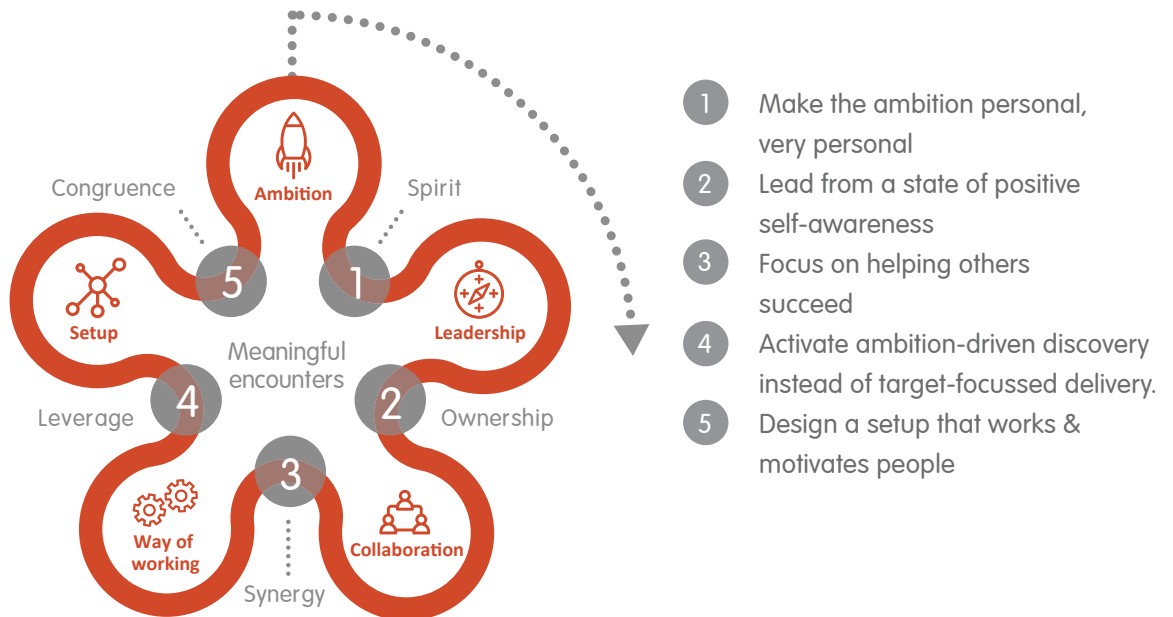 Ambition
Congruence
Spirit
5
1
Setup
Leadership
Meaningful
encounters
4
2
Leverage
Ownership
3
Way of
working
Collaboration
Synergy
1 Make the ambition personal,
very personal
2 Lead from a state of positive
self-awareness
3 Focus on helping others
succeed
4 Activate ambition-driven discovery
instead of target-focussed delivery.
5 Design a setup that works &
motivates people